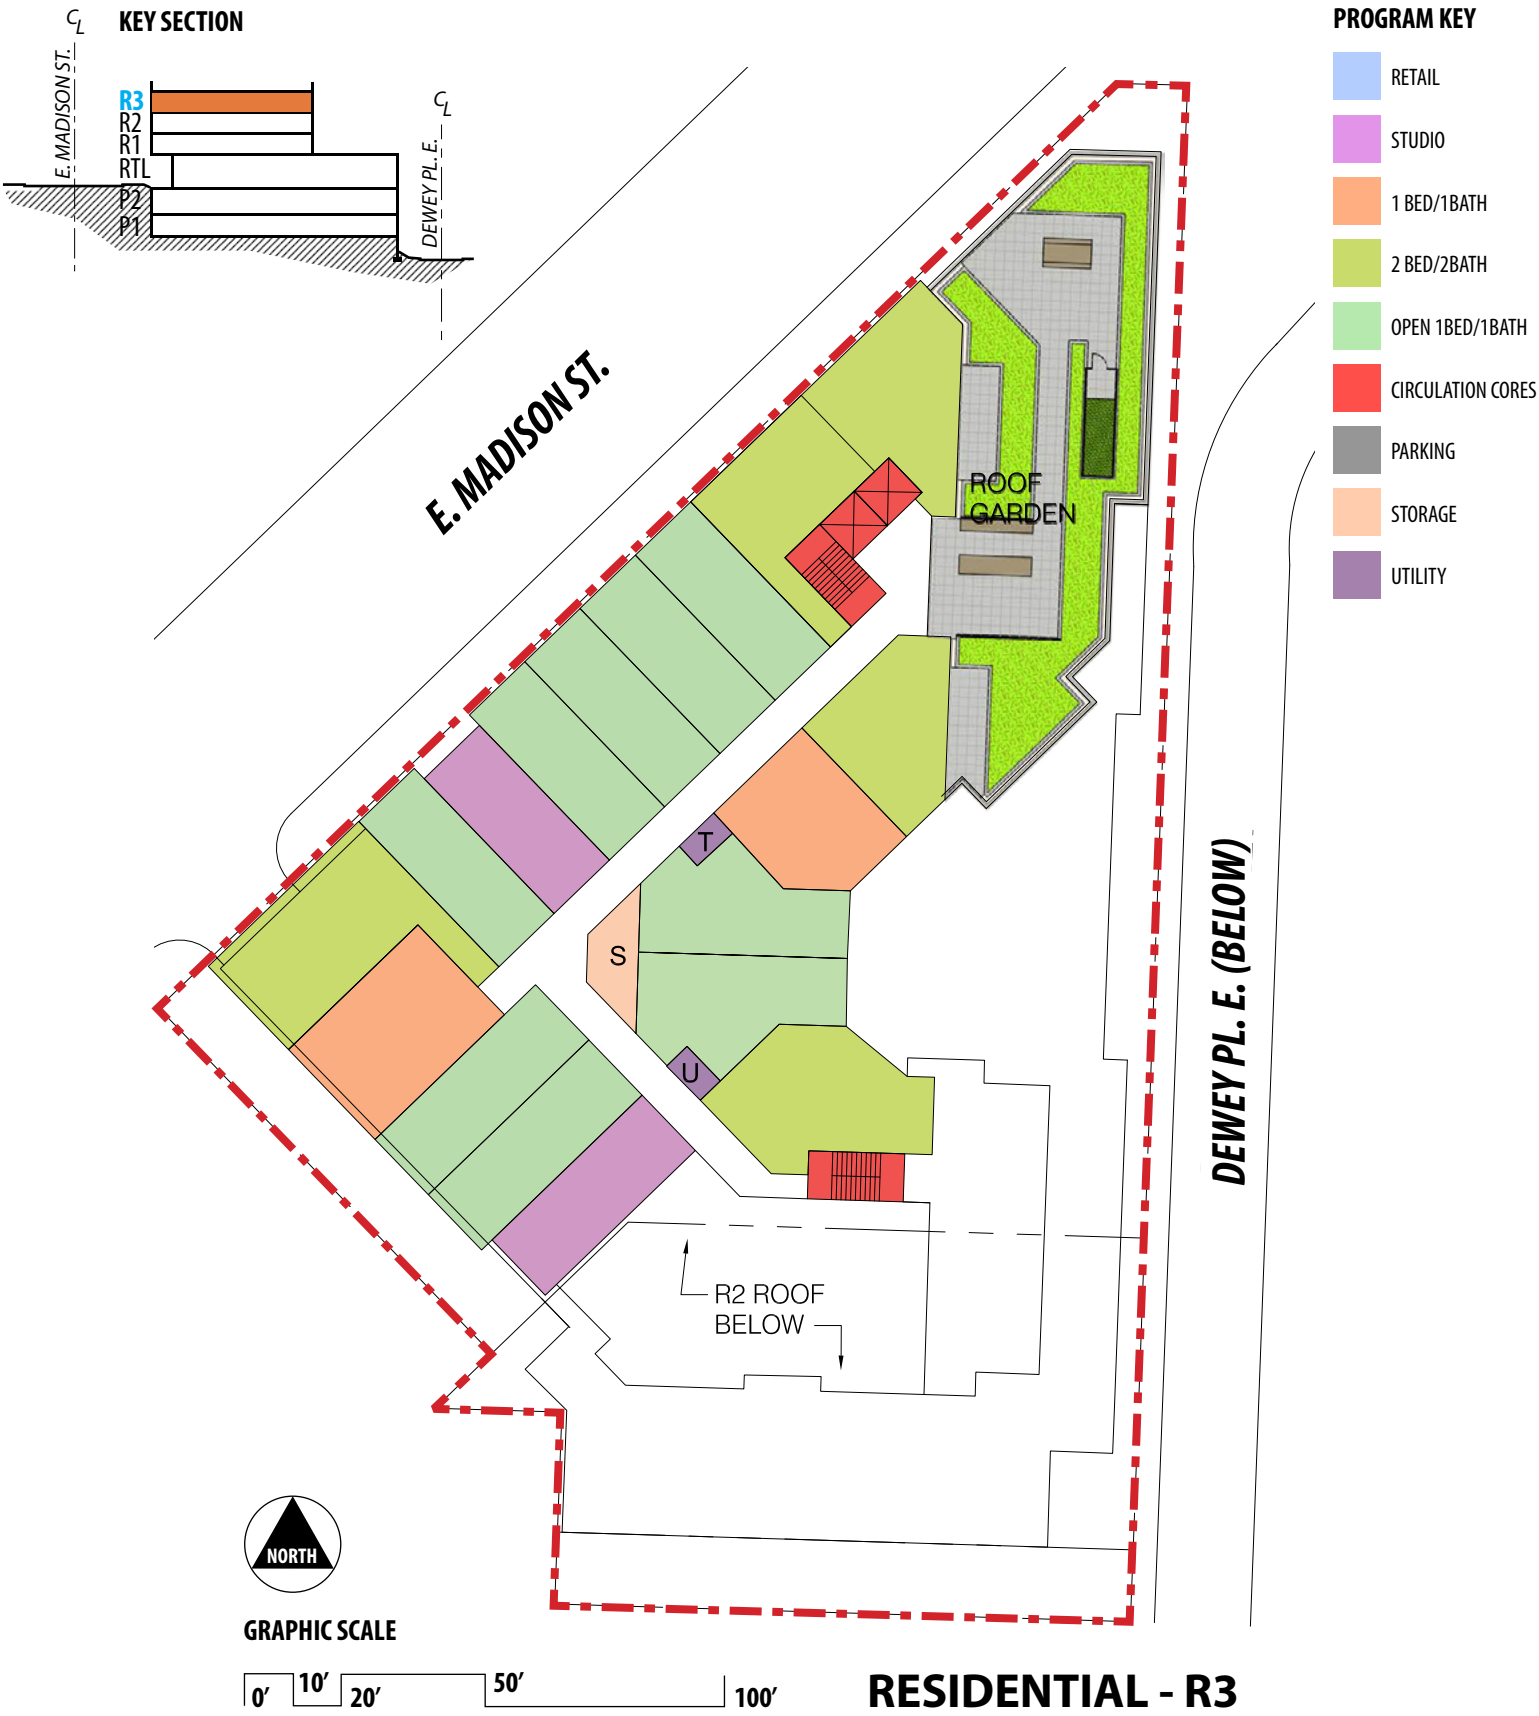 KEY SECTION
CL
E. MADISON ST.
R3
R2
R1
RTL
P2
P1
CL
DEWEY PL. E.
PROGRAM KEY
RETAIL
STUDIO
1 BED/1BATH
2 BED/2BATH
OPEN 1BED/1BATH
CIRCULATION CORES
PARKING
STORAGE
UTILITY
E. MADISON ST.
ROOF
GARDEN
T
S
U
DEWEY PL. E. (BELOW)
R2 ROOF
BELOW
NORTH
GRAPHIC SCALE
0' 10' 20' 50' 100'
RESIDENTIAL - R3